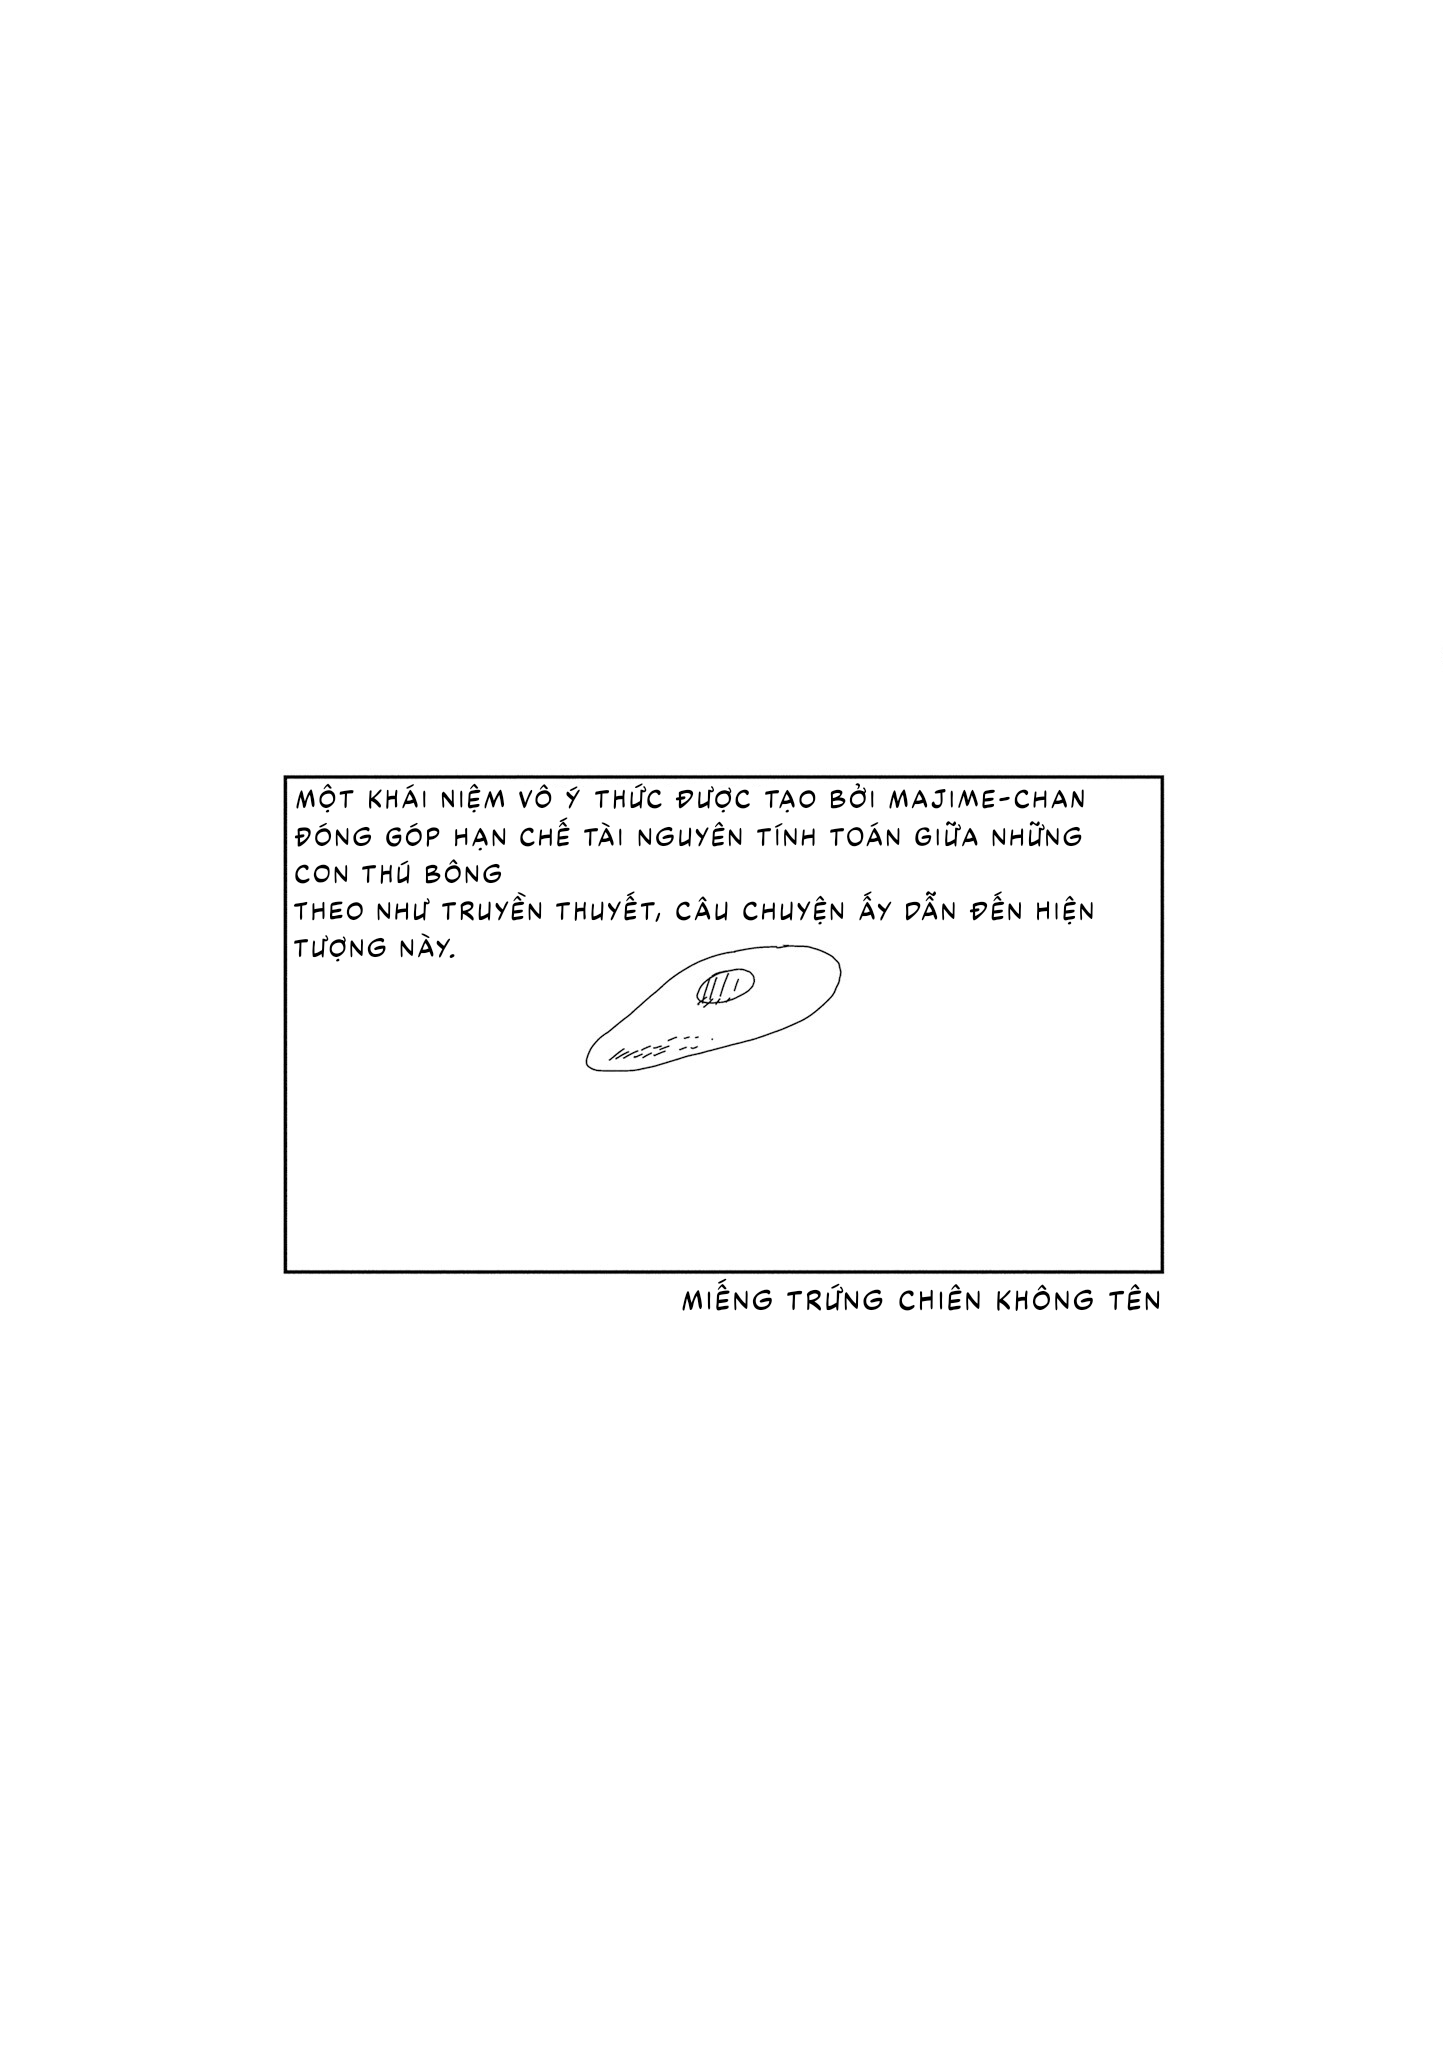 MỘT KHÁI NIỆM VÔ Ý THỨC ĐƯỢC TẠO BỞI MAJIME-CHAN
ĐÓNG GÓP HẠN CHẾ TÀI NGUYÊN TÍNH TOÁN GIỮA NHỮNG
CON THÚ BÔNG
THEO NHƯ TRUYỀN THUYẾT, CÂU CHUYỆN ẤY DẪN ĐẾN HIỆN
TƯỢNG NÀY.
MIẾNG TRỨNG CHIÊN KHÔNG TÊN